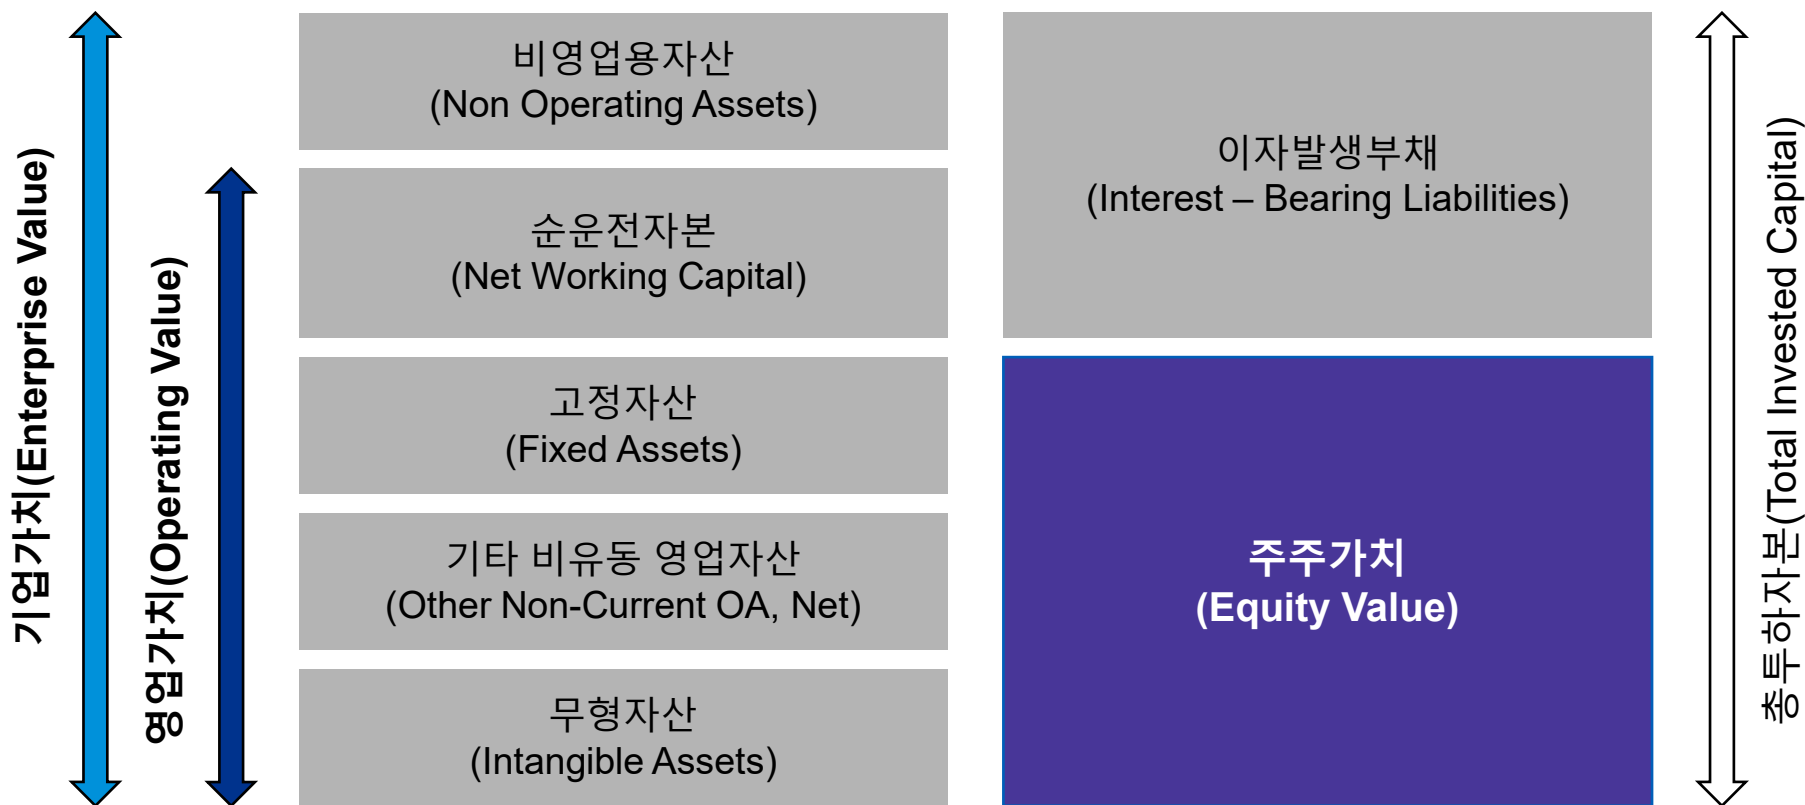 기업가치(Enterprise Value)
영업가치(Operating Value)
비영업용자산
(Non Operating Assets)
순운전자본
(Net Working Capital)
고정자산
(Fixed Assets)
기타 비유동 영업자산
(Other Non-Current OA, Net)
무형자산
(Intangible Assets)
이자발생부채
(Interest – Bearing Liabilities)
주주가치
(Equity Value)
총투하자본(Total Invested Capital)